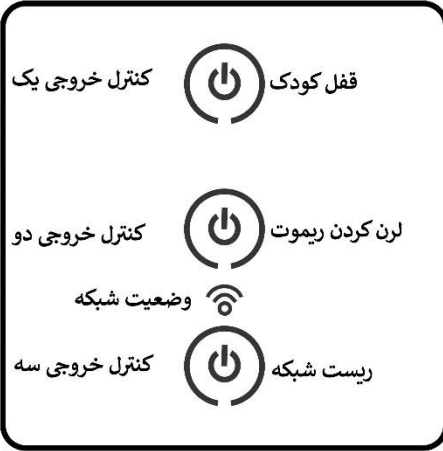 قفل کودک کنترل خروجی یک
لرن کردن ریموت کنترل خروجی دو
وضعیت شبکه
ریست شبکه کنترل خروجی سه